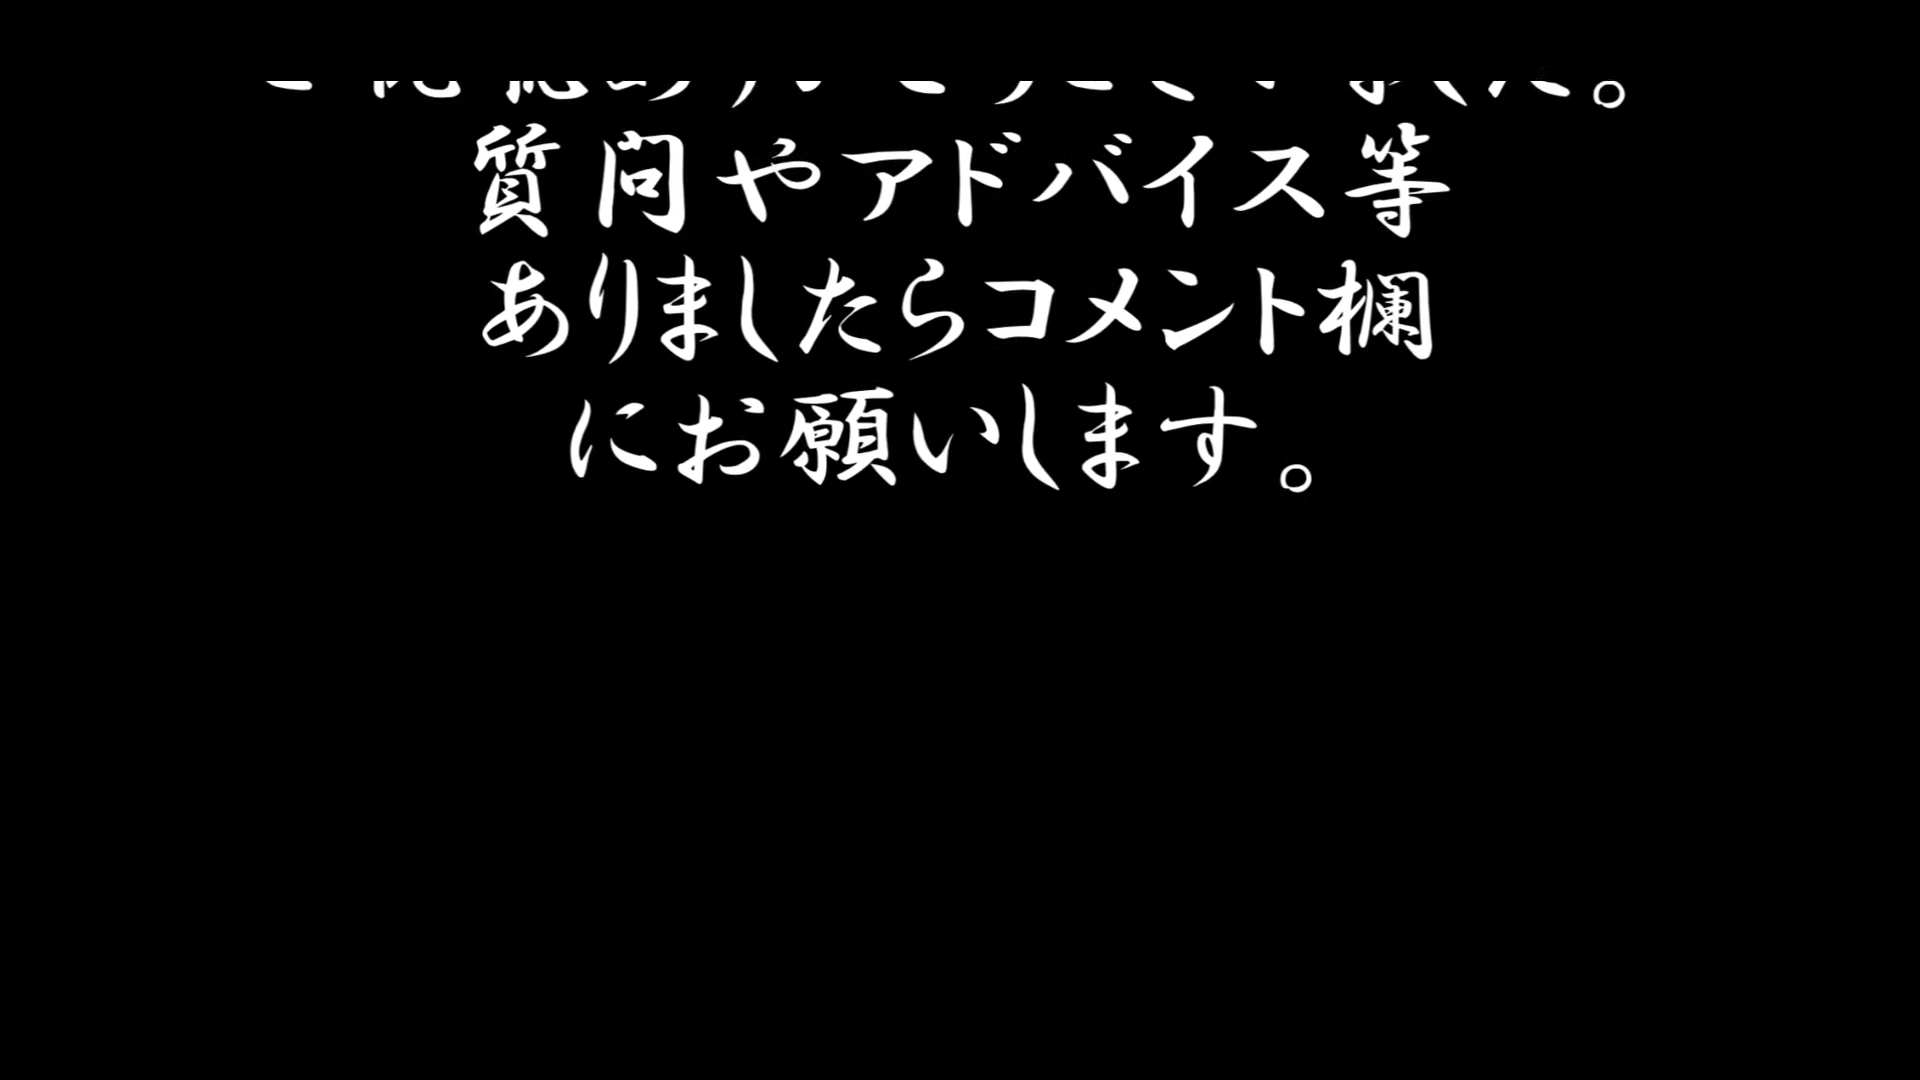 質問やアドバイス等
ありましたらコメント欄
にお願いします。